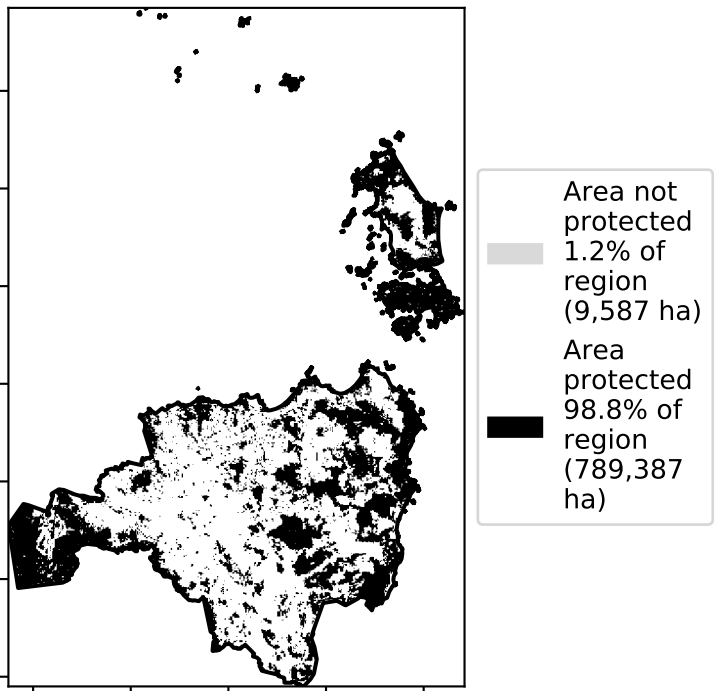 Area not
protected
1.2% of
region
(9,587 ha)
Area
protected
98.8% of
region
(789,387
ha)